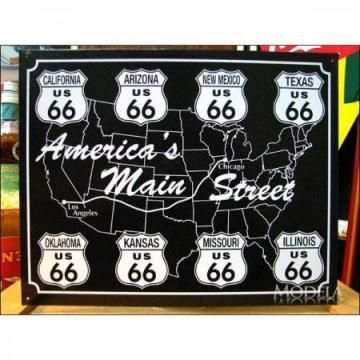 CALIFORNIA
US
66
ARIZONA
US
66
NEW MEXICO
US
66
TEXAS
US
66
America's
Main Street
Chicago
Los
Angeles
OKLAHOMA
US
66
KANSAS
US
66
MISSOURI
US
66
ILLINOIS
US
66
MODELA